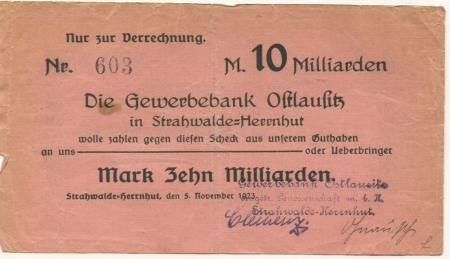 Nur zur Verrechnung.
Nr. 603 M. 10 Milliarden
Die Gewerbebank Ostlausitz
in Strahwalde-Herrnhut
wolle zahlen gegen diesen Scheck aus unserem Guthaben
an uns oder Ueberbringer
Mark Zehn Milliarden.
Strahwalde-Herrnhut, den 5. November 1923.
Gewerbebank Ostlausitz
Genossenschaft m. b. H.
Strahwalde-Herrnhut.